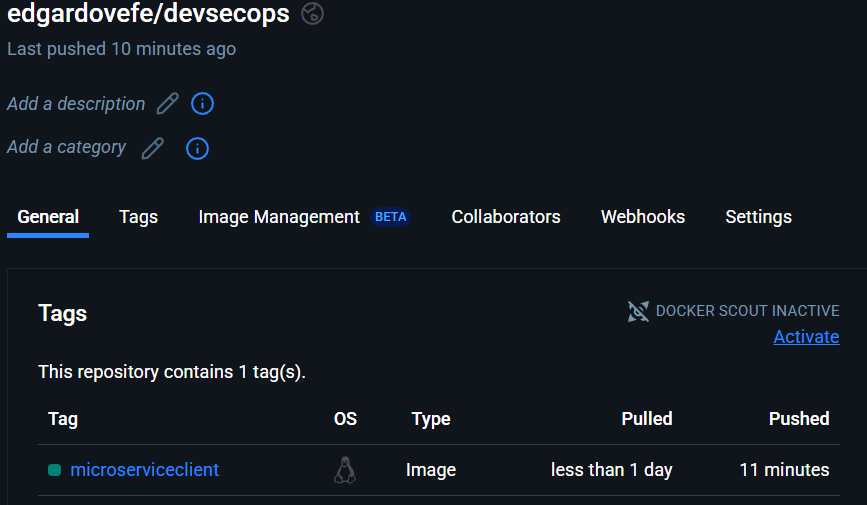 edgardovefe/devsecops
Last pushed 10 minutes ago
Add a description
Add a category
General Tags Image Management BETA Collaborators Webhooks Settings
Tags
DOCKER SCOUT INACTIVE
Activate
This repository contains 1 tag(s).
Tag OS Type Pulled Pushed
microserviceclient Image less than 1 day 11 minutes